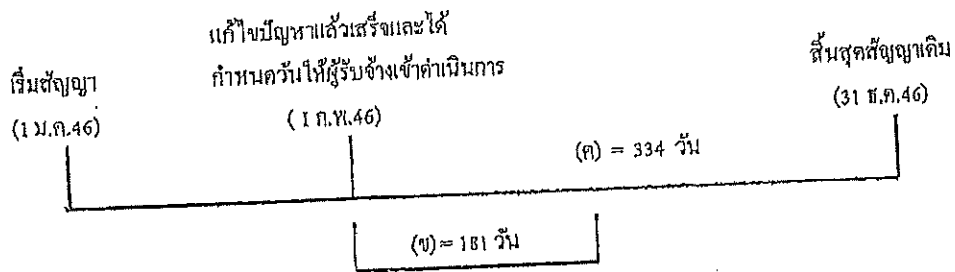 แก้ไขปัญหาแล้วเสร็จและได้
กำหนดวันให้ผู้รับจ้างเข้าดำเนินการ
(1 ก.พ.46)
เริ่มสัญญา
(1 ม.ค.46)
สิ้นสุดสัญญาเดิม
(31 ธ.ค.46)
(ค) = 334 วัน
(ข) = 181 วัน